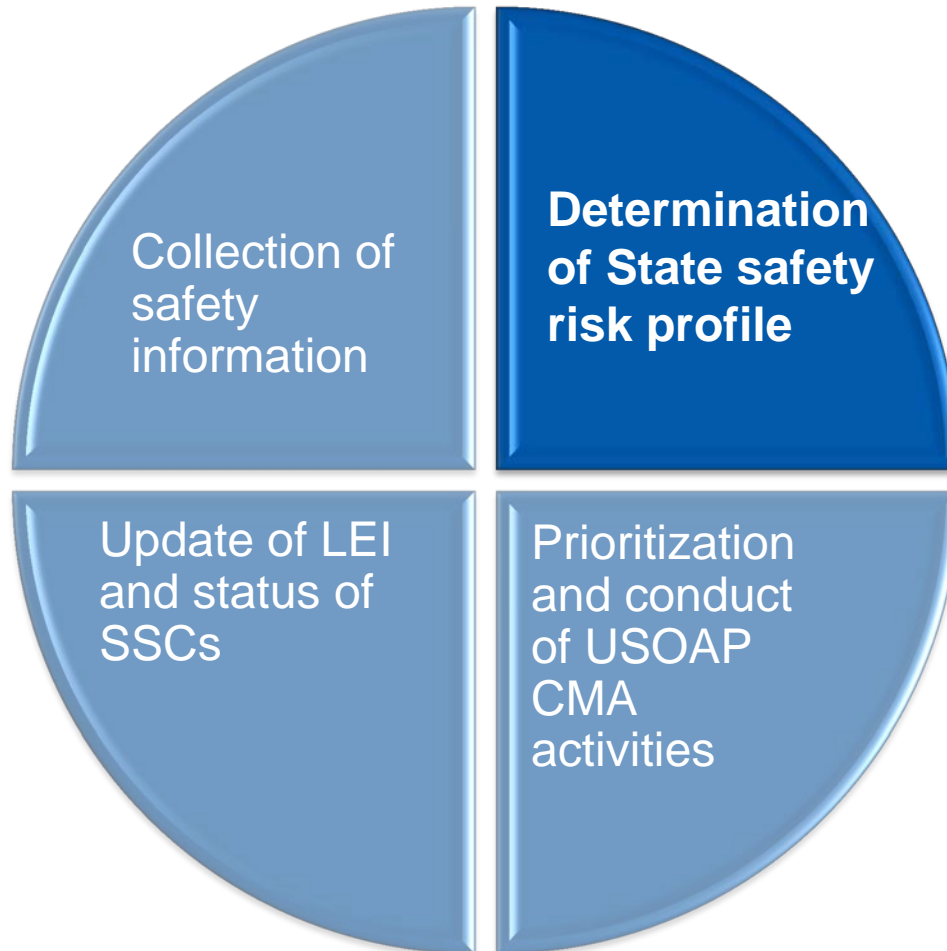 Collection of
safety
information
Determination
of State safety
risk profile
Update of LEI
and status of
SSCs
Prioritization
and conduct
of USOAP
CMA
activities